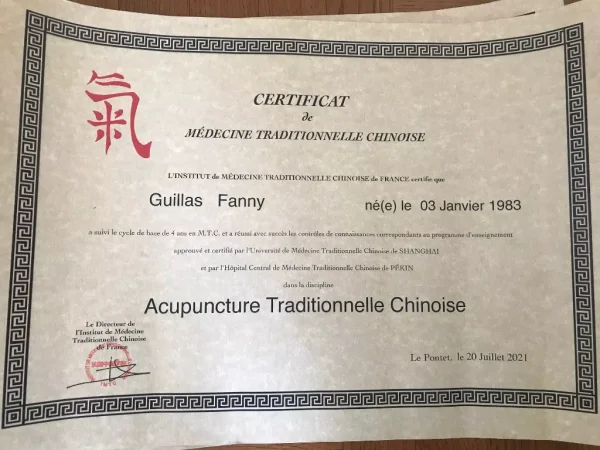 氣
CERTIFICAT
de
MÉDECINE TRADITIONNELLE CHINOISE
L'INSTITUT de MÉDECINE TRADITIONNELLE CHINOISE de FRANCE certifie que
Guillas Fanny né(e) le 03 Janvier 1983
a suivi le cycle de base de 4 ans en M.T.C. et a réussi avec succès les contrôles de connaissances correspondants au programme d'enseignement
approuvé et certifié par l'Université de Médecine Traditionnelle Chinoise de SHANGHAI
et par l'Hôpital Central de Médecine Traditionnelle Chinoise de PÉKIN
dans la discipline
Acupuncture Traditionnelle Chinoise
Le Directeur de
l'Institut de Médecine
Traditionnelle Chinoise
de France
Le Pontet, le 20 Juillet 2021